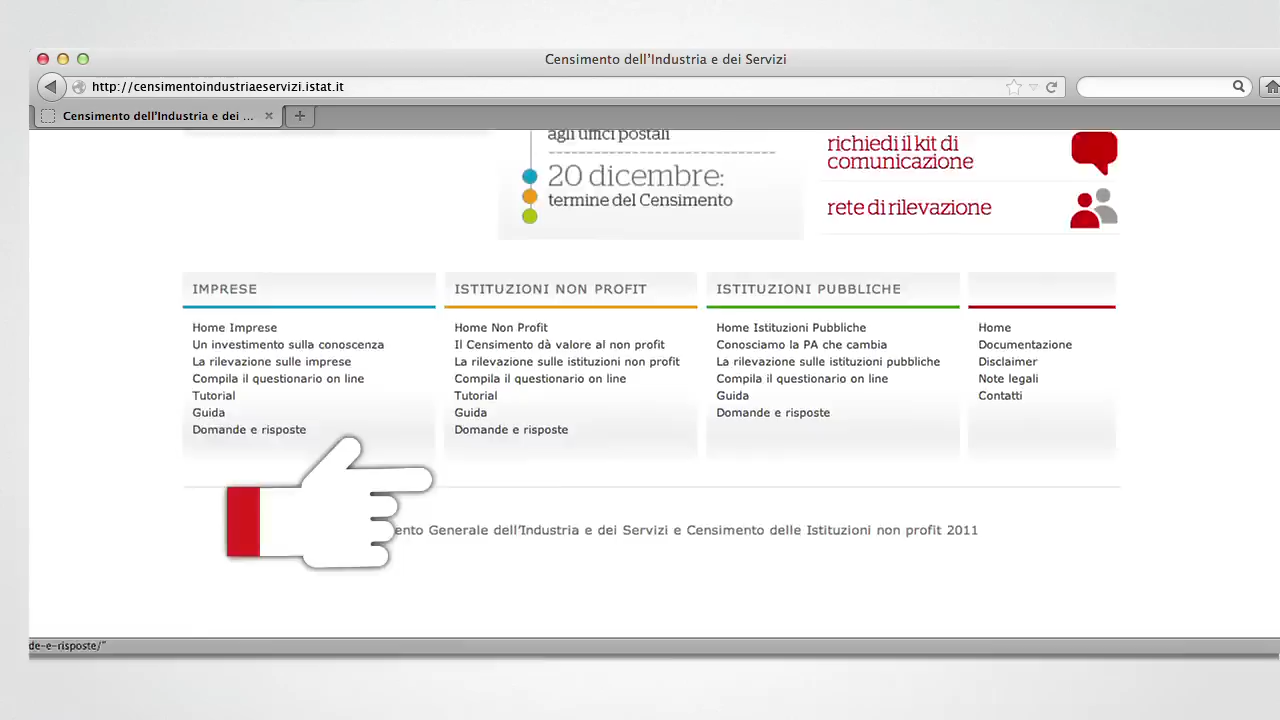 Censimento dell'Industria e dei Servizi
http://censimentoindustriaeservizi.istat.it
Censimento dell'Industria e dei ...
agli uffici postali
20 dicembre:
termine del Censimento
richiedi il kit di
comunicazione
rete di rilevazione
IMPRESE
Home Imprese
Un investimento sulla conoscenza
La rilevazione sulle imprese
Compila il questionario on line
Tutorial
Guida
Domande e risposte
ISTITUZIONI NON PROFIT
Home Non Profit
Il Censimento dà valore al non profit
La rilevazione sulle istituzioni non profit
Compila il questionario on line
Tutorial
Guida
Domande e risposte
ISTITUZIONI PUBBLICHE
Home Istituzioni Pubbliche
Conosciamo la PA che cambia
La rilevazione sulle istituzioni pubbliche
Compila il questionario on line
Guida
Domande e risposte
Home
Documentazione
Disclaimer
Note legali
Contatti
ento Generale dell'Industria e dei Servizi e Censimento delle Istituzioni non profit 2011
de-e-risposte/"